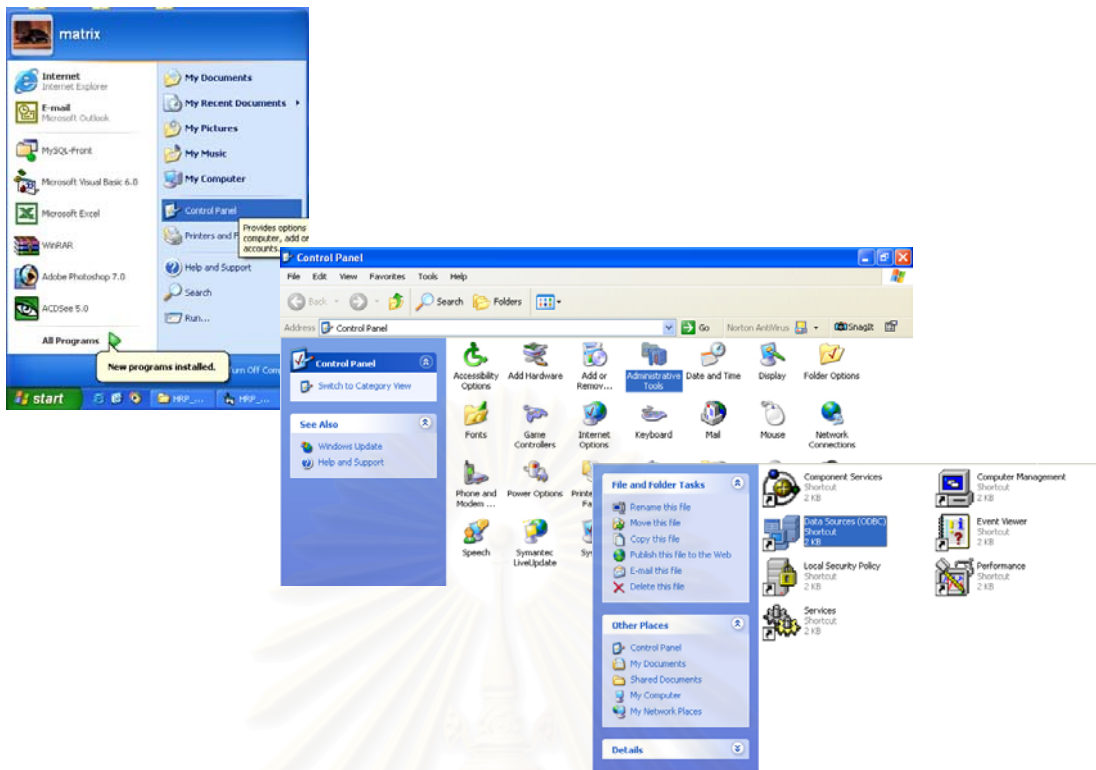 matrix
Internet
Internet Explorer
E-mail
Microsoft Outlook
MySQL-Front
Microsoft Visual Basic 6.0
Microsoft Excel
WinRAR
Adobe Photoshop 7.0
ACDSee 5.0
All Programs
New programs installed.
My Documents
My Recent Documents
My Pictures
My Music
My Computer
Control Panel
Provides options
computer, add or
accounts.
Printers and F
Help and Support
Search
Run...
Turn Off Com
start
MRP_...
MRP_...
Control Panel
File Edit View Favorites Tools Help
Back Search Folders
Address Control Panel Go Norton AntiVirus SnagIt
Control Panel
Switch to Category View
See Also
Windows Update
Help and Support
Accessibility Options
Add Hardware
Add or Remov...
Administrative Tools
Date and Time
Display
Folder Options
Fonts
Game Controllers
Internet Options
Keyboard
Mail
Mouse
Network Connections
Phone and Modem ...
Power Options
Printe
Fa
Speech
Symantec LiveUpdate
Sy
File and Folder Tasks
Rename this file
Move this file
Copy this file
Publish this file to the Web
E-mail this file
Delete this file
Other Places
Control Panel
My Documents
Shared Documents
My Computer
My Network Places
Details
Component Services
Shortcut
2 KB
Computer Management
Shortcut
2 KB
Data Sources (ODBC)
Shortcut
2 KB
Event Viewer
Shortcut
2 KB
Local Security Policy
Shortcut
2 KB
Performance
Shortcut
2 KB
Services
Shortcut
2 KB